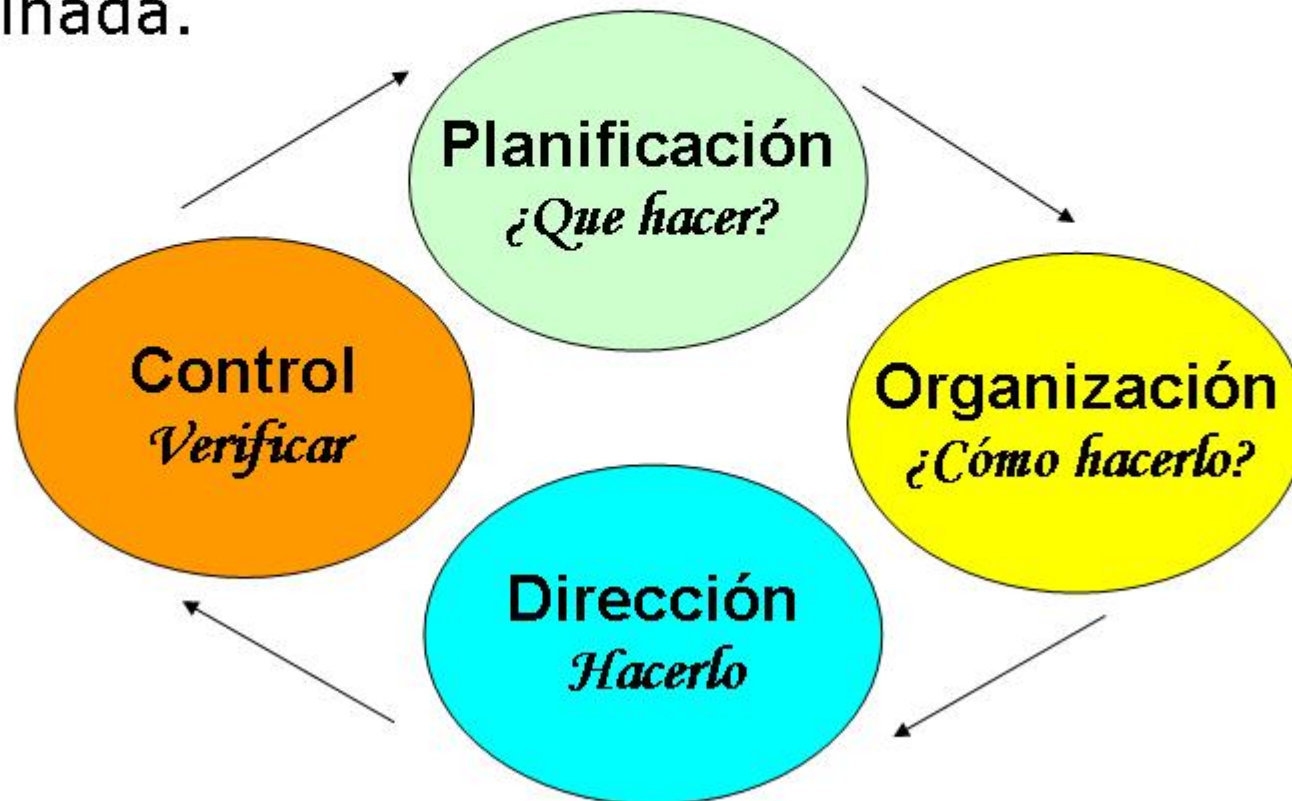 inada.
Planificación
¿Que hacer?
Control
Verificar
Organización
¿Cómo hacerlo?
Dirección
Hacerlo